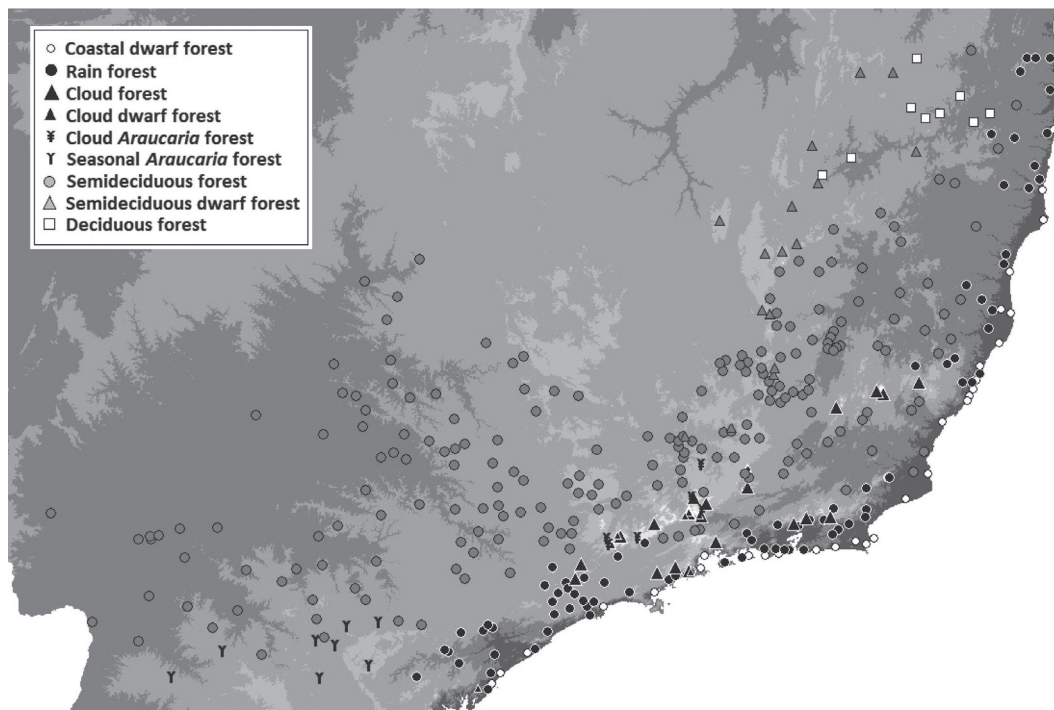 Coastal dwarf forest
Rain forest
Cloud forest
Cloud dwarf forest
Cloud Araucaria forest
Seasonal Araucaria forest
Semideciduous forest
Semideciduous dwarf forest
Deciduous forest